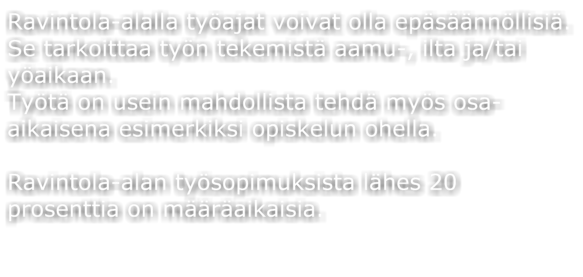 Ravintola-alalla työajat voivat olla epäsäännöllisiä.
Se tarkoittaa työn tekemistä aamu-, ilta ja/tai
yöaikaan.
Työtä on usein mahdollista tehdä myös osa-
aikaisena esimerkiksi opiskelun ohella.
Ravintola-alan työsopimuksista lähes 20
prosenttia on määräaikaisia.